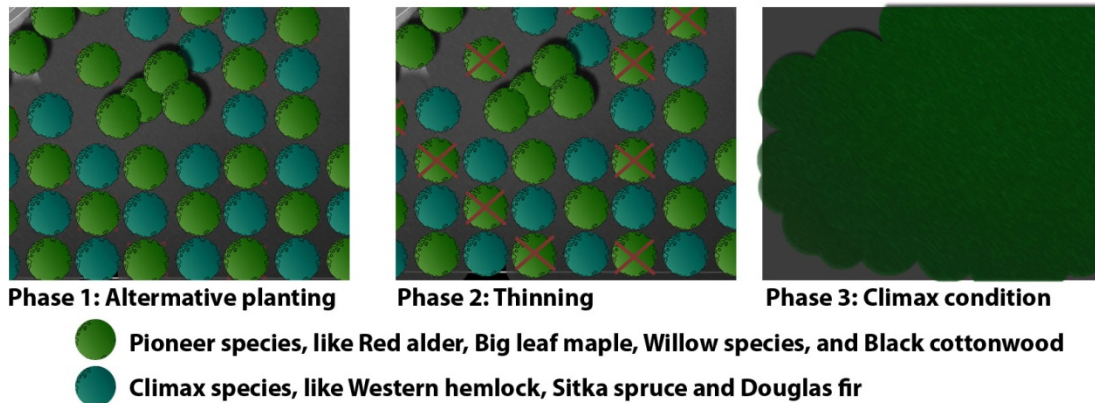 Phase 1: Altermative planting
Phase 2: Thinning
Phase 3: Climax condition
Pioneer species, like Red alder, Big leaf maple, Willow species, and Black cottonwood
Climax species, like Western hemlock, Sitka spruce and Douglas fir